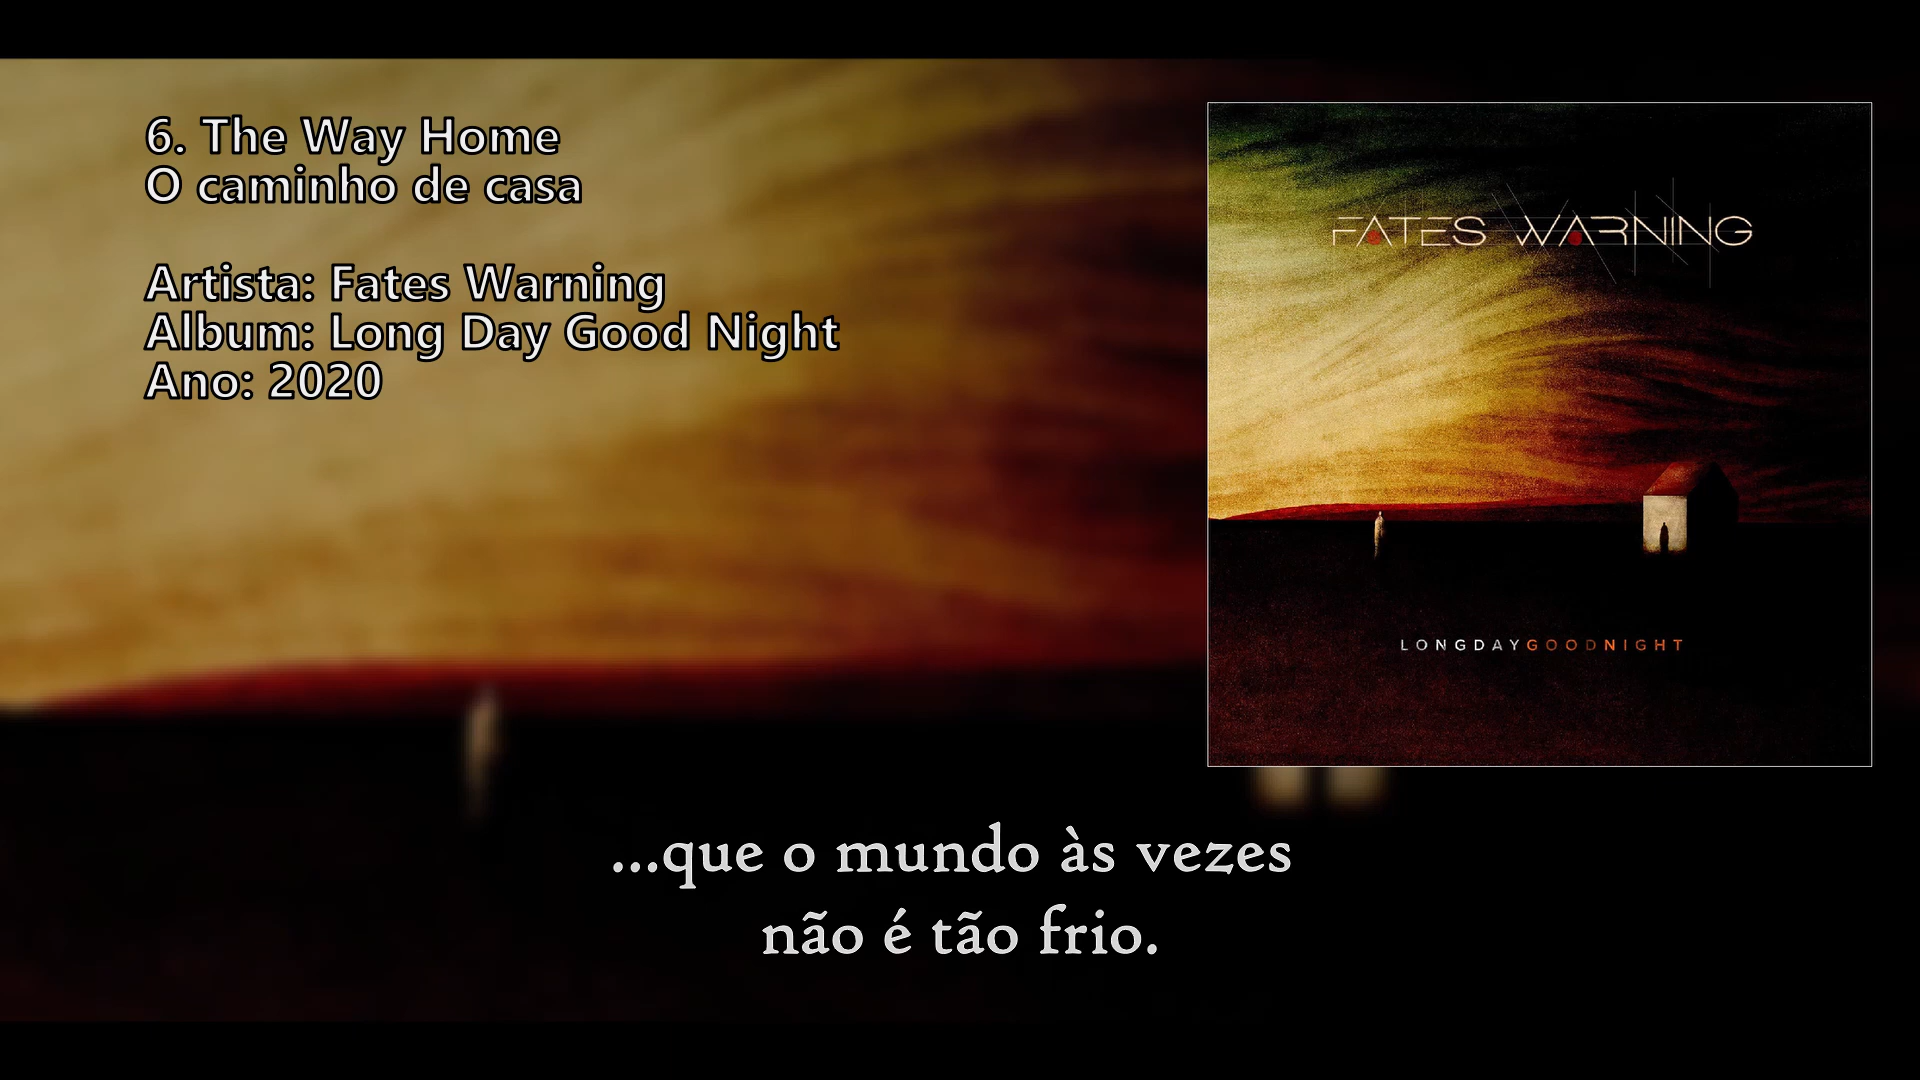 6. The Way Home
O caminho de casa
Artista: Fates Warning
Album: Long Day Good Night
Ano: 2020
FATES WARNING
LONGDAYGOODNIGHT
...que o mundo às vezes
não é tão frio.